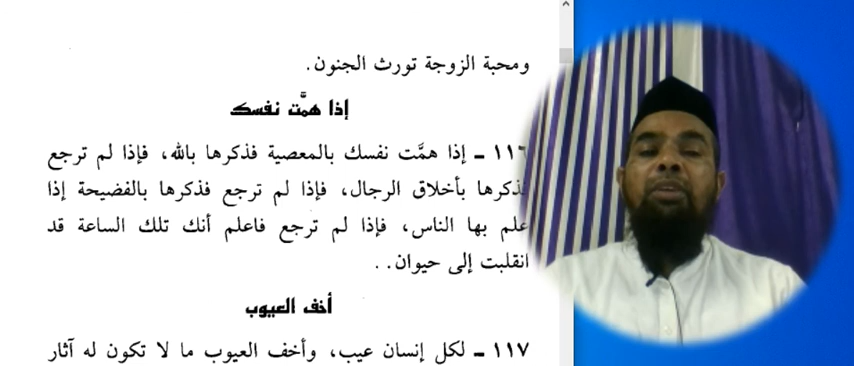 ومحبة الزوجة تورث الجنون.
إذا همَّت نفسك
١١٦ ـ إذا همَّت نفسك بالمعصية فذكرها بالله، فإذا لم ترجع
فذكرها بأخلاق الرجال، فإذا لم ترجع فذكرها بالفضيحة إذا
علم بها الناس، فإذا لم ترجع فاعلم أنك تلك الساعة قد
انقلبت إلى حيوان. .
أخف العيوب
١١٧ ـ لكل إنسان عيب، وأخف العيوب ما لا تكون له آثار